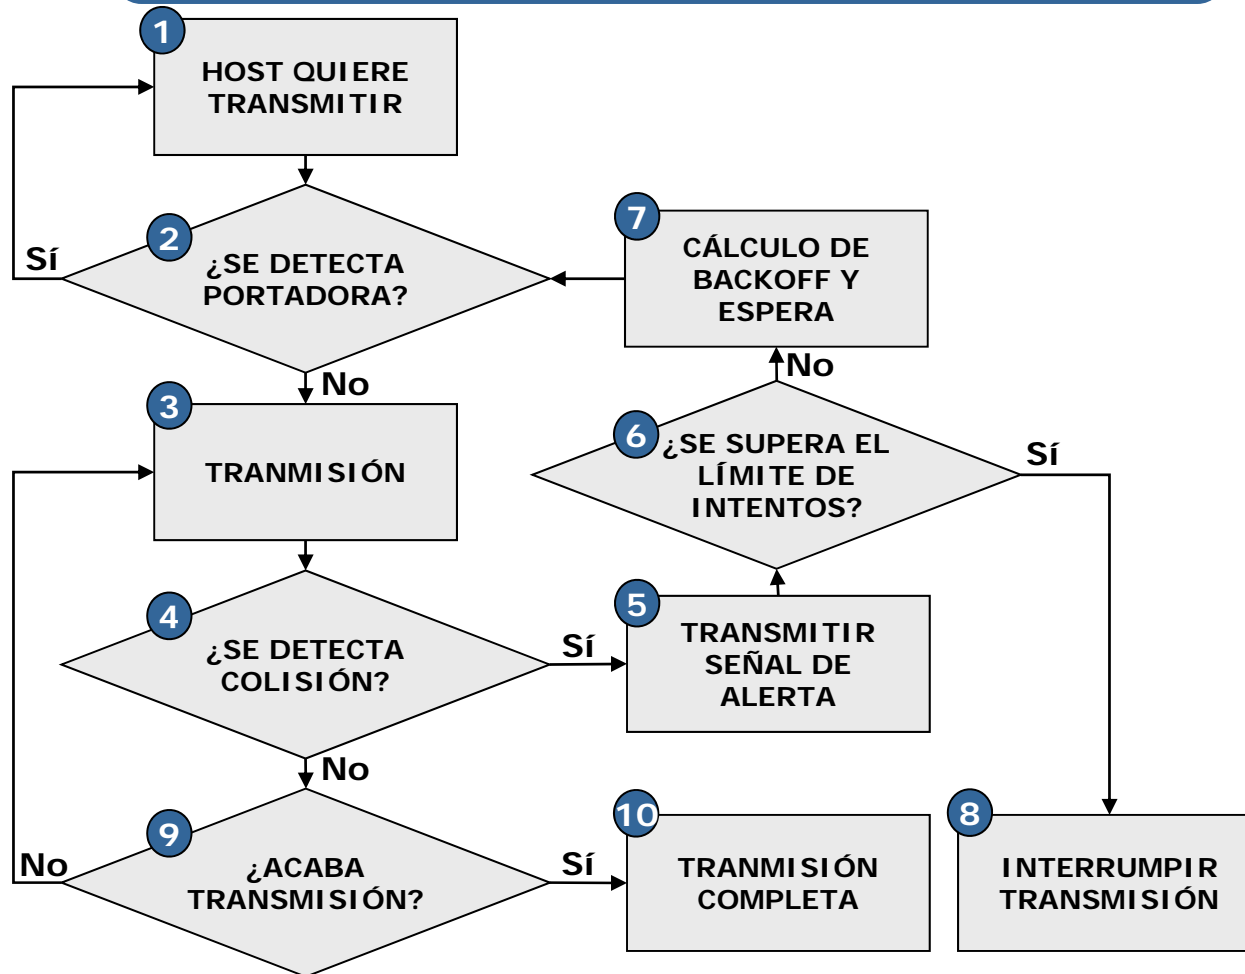 1
HOST QUIERE
TRANSMITIR
2
¿SE DETECTA
PORTADORA?
Sí
No
3
TRANMISIÓN
4
¿SE DETECTA
COLISIÓN?
Sí
No
5
TRANSMITIR
SEÑAL DE
ALERTA
6
¿SE SUPERA EL
LÍMITE DE
INTENTOS?
No
Sí
7
CÁLCULO DE
BACKOFF Y
ESPERA
8
INTERRUMPIR
TRANSMISIÓN
9
¿ACABA
TRANSMISIÓN?
No
Sí
10
TRANMISIÓN
COMPLETA